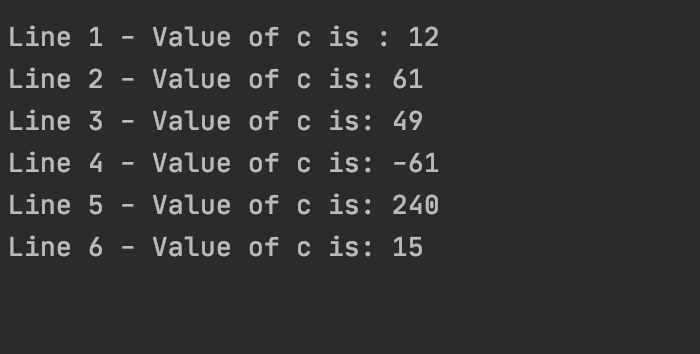 Line 1 - Value of c is : 12
Line 2 - Value of c is: 61
Line 3 - Value of c is: 49
Line 4 - Value of c is: -61
Line 5 - Value of c is: 240
Line 6 - Value of c is: 15